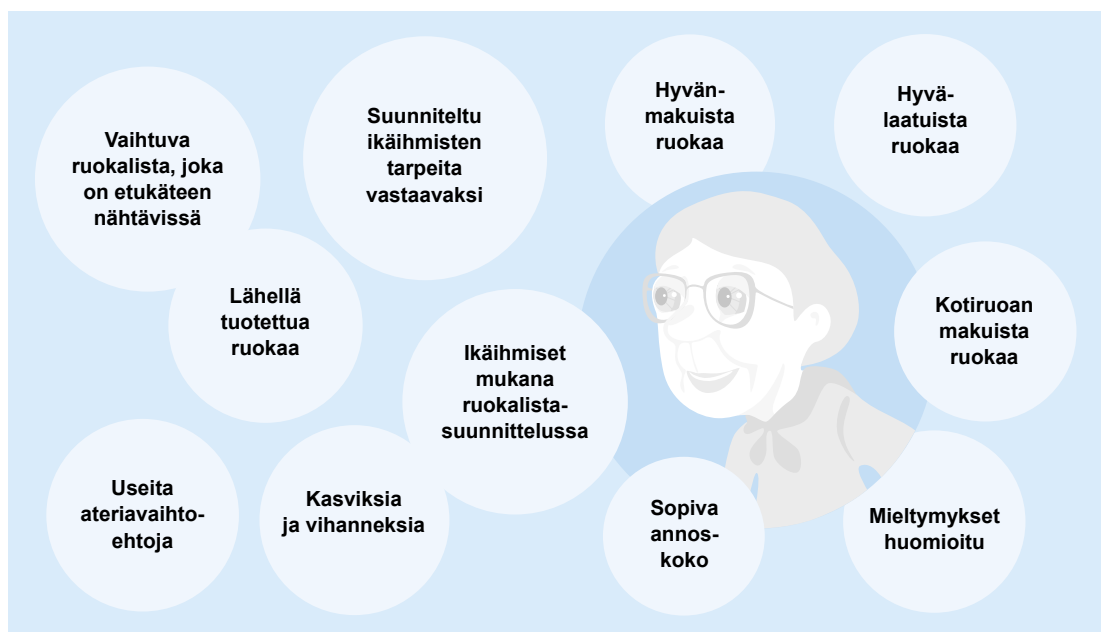 Vaihtuva
ruokalista, joka
on etukäteen
nähtävissä
Suunniteltu
ikäihmisten
tarpeita
vastaavaksi
Hyvän-
makuista
ruokaa
Hyvä-
laatuista
ruokaa
Lähellä
tuotettua
ruokaa
Ikäihmiset
mukana
ruokalista-
suunnittelussa
Kotiruoan
makuista
ruokaa
Useita
ateriavaihto-
ehtoja
Kasviksia
ja vihanneksia
Sopiva
annos-
koko
Mieltymykset
huomioitu